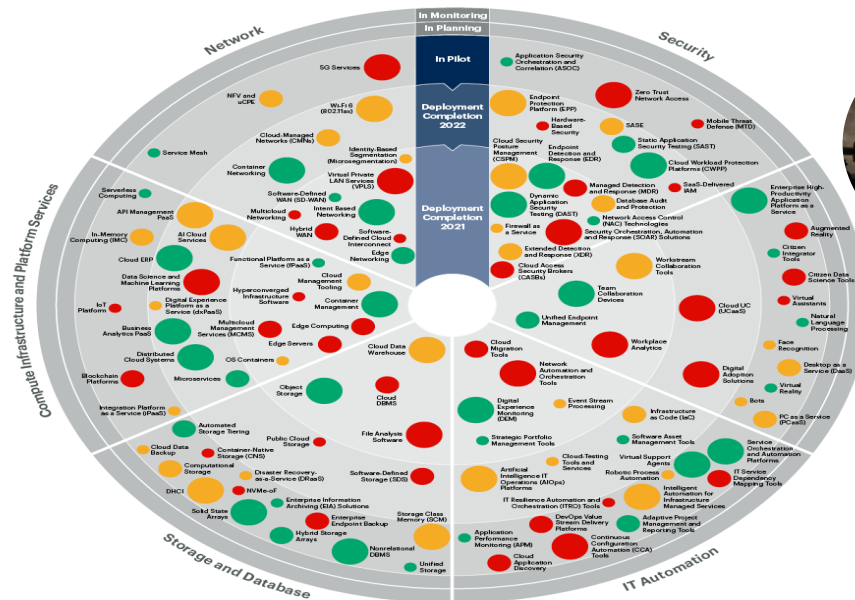 In Monitoring
In Planning
In Pilot
Deployment
Completion
2022
Deployment
Completion
2021
Network
5G Services
NFV and
uCPE
Wi-Fi 6
(802.11ax)
Cloud-Managed
Networks (CMNs)
Identity-Based
Segmentation
(Microsegmentation)
Service Mesh
Container
Networking
Virtual Private
LAN Services
(VPLS)
Software-Defined
WAN (SD-WAN)
Intent Based
Networking
Multicloud
Networking
Hybrid
WAN
Software-
Defined Cloud
Interconnect
Edge
Networking
Security
Application Security
Orchestration and
Correlation (ASOC)
Endpoint
Protection
Platform (EPP)
Zero Trust
Network Access
Hardware-
Based
Security
SASE
Mobile Threat
Defense (MTD)
Static Application
Security Testing (SAST)
Cloud Security
Posture
Management
(CSPM)
Endpoint
Detection and
Response (EDR)
Cloud Workload Protection
Platforms (CWPP)
Managed Detection and
Response (MDR)
SaaS-Delivered
IAM
Dynamic
Application
Security
Testing (DAST)
Database Audit
and Protection
Network Access Control
(NAC) Technologies
Firewall as
a Service
Security Orchestration, Automation
and Response (SOAR) Solutions
Extended Detection
and Response (XDR)
Cloud Access
Security Brokers
(CASBs)
Enterprise High-
Productivity
Application
Platform as a
Service
Augmented
Reality
Citizen
Integrator
Tools
Citizen Data
Science Tools
Virtual
Assistants
Natural
Language
Processing
Workstream
Collaboration
Tools
Team
Collaboration
Devices
Cloud UC
(UCaaS)
Unified Endpoint
Management
Workplace
Analytics
Face
Recognition
Desktop as a
Service (DaaS)
Digital
Adoption
Solutions
Virtual
Reality
Bots
PC as a Service
(PCaaS)
Compute Infrastructure and Platform Services
Serverless
Computing
API Management
PaaS
In-Memory
Computing (IMC)
AI Cloud
Services
Cloud ERP
Functional Platform as a
Service (fPaaS)
Data Science and
Machine Learning
Platforms
Cloud
Management
Tooling
Hyperconverged
Infrastructure
Software
Container
Management
IoT
Platform
Digital Experience
Platform as a
Service (dxPaaS)
Business
Analytics PaaS
Multicloud
Management
Services (MCMS)
Edge Computing
Edge Servers
Distributed
Cloud Systems
OS Containers
Blockchain
Platforms
Microservices
Integration Platform
as a Service (iPaaS)
Storage and Database
Cloud Data
Warehouse
Object
Storage
Cloud
DBMS
Automated
Storage Tiering
Public Cloud
Storage
File Analysis
Software
Cloud Data
Backup
Container-Native
Storage (CNS)
Computational
Storage
Disaster Recovery-
as-a-Service (DRaaS)
Software-Defined
Storage (SDS)
DHCI
NVMe-oF
Enterprise Information
Archiving (EIA) Solutions
Solid State
Arrays
Enterprise
Endpoint Backup
Storage Class
Memory (SCM)
Hybrid Storage
Arrays
Nonrelational
DBMS
Unified
Storage
IT Automation
Cloud
Migration
Tools
Network Automation
and Orchestration
Tools
Digital
Experience
Monitoring
(DEM)
Event Stream
Processing
Infrastructure
as Code (IaC)
Strategic Portfolio
Management Tools
Software Asset
Management Tools
Service
Orchestration
and Automation
Platforms
Cloud-Testing
Tools and
Services
Virtual Support
Agents
Robotic Process
Automation
IT Service
Dependency
Mapping Tools
Artificial
Intelligence IT
Operations (AIOps)
Platforms
Intelligent
Automation for
Infrastructure
Managed Services
IT Resilience Automation and
Orchestration (ITRO) Tools
DevOps Value
Stream Delivery
Platforms
Adaptive Project
Management and
Reporting Tools
Application
Performance
Monitoring (APM)
Continuous
Configuration
Automation (CCA)
Tools
Cloud
Application
Discovery